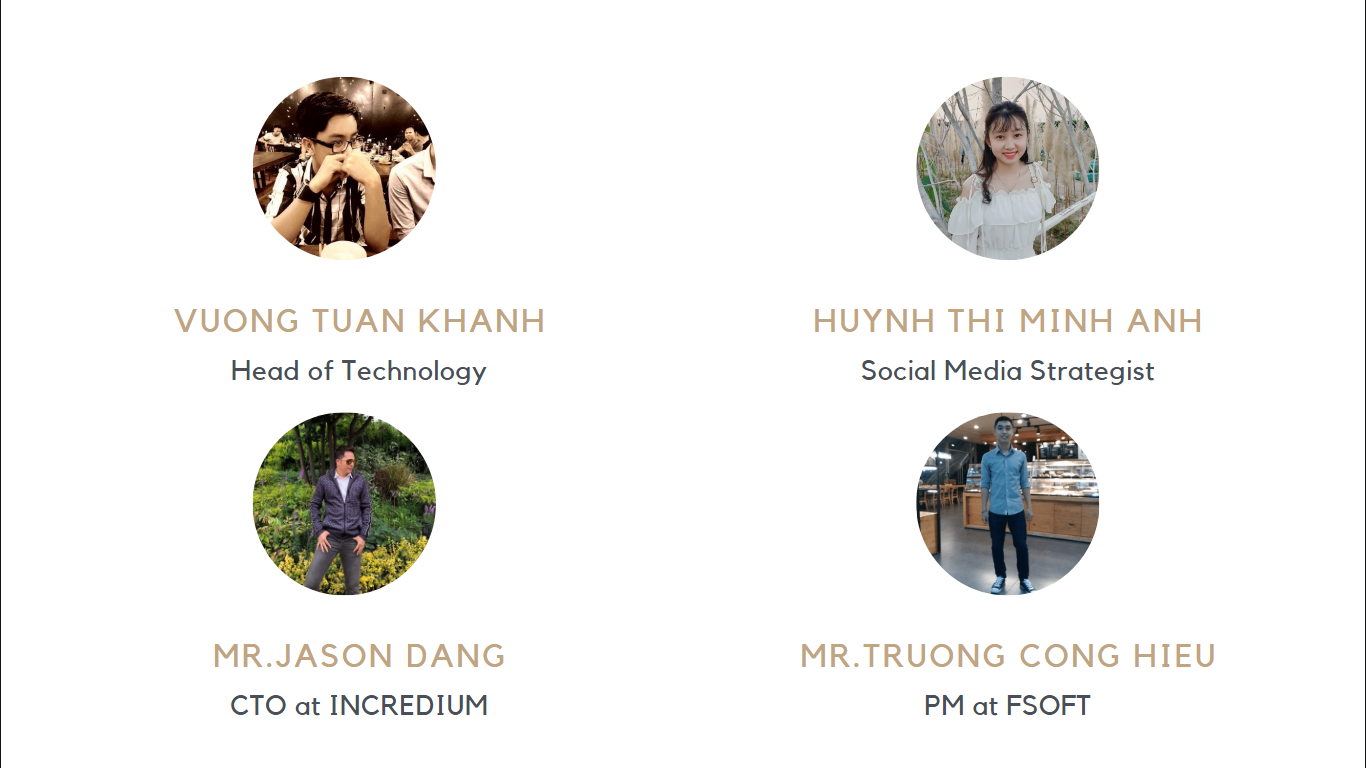 VUONG TUAN KHANH
Head of Technology
HUYNH THI MINH ANH
Social Media Strategist
MR.JASON DANG
CTO at INCREDIUM
MR.TRUONG CONG HIEU
PM at FSOFT